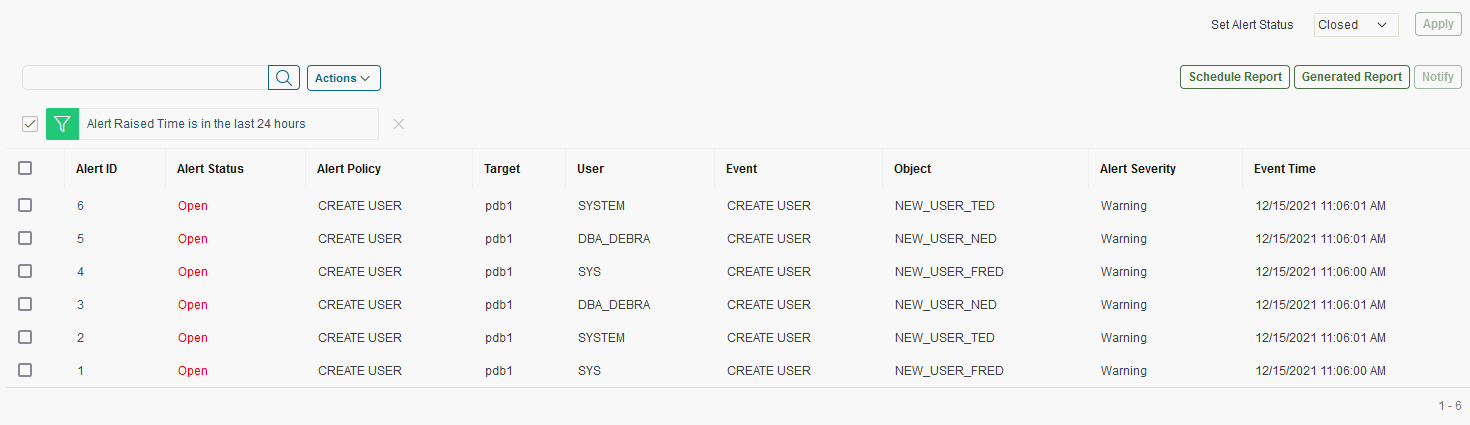 Set Alert Status Closed Apply
Actions Schedule Report Generated Report Notify
Alert Raised Time is in the last 24 hours
Alert ID Alert Status Alert Policy Target User Event Object Alert Severity Event Time
6 Open CREATE USER pdb1 SYSTEM CREATE USER NEW_USER_TED Warning 12/15/2021 11:06:01 AM
5 Open CREATE USER pdb1 DBA_DEBRA CREATE USER NEW_USER_NED Warning 12/15/2021 11:06:01 AM
4 Open CREATE USER pdb1 SYS CREATE USER NEW_USER_FRED Warning 12/15/2021 11:06:00 AM
3 Open CREATE USER pdb1 DBA_DEBRA CREATE USER NEW_USER_NED Warning 12/15/2021 11:06:01 AM
2 Open CREATE USER pdb1 SYSTEM CREATE USER NEW_USER_TED Warning 12/15/2021 11:06:01 AM
1 Open CREATE USER pdb1 SYS CREATE USER NEW_USER_FRED Warning 12/15/2021 11:06:00 AM
1 - 6